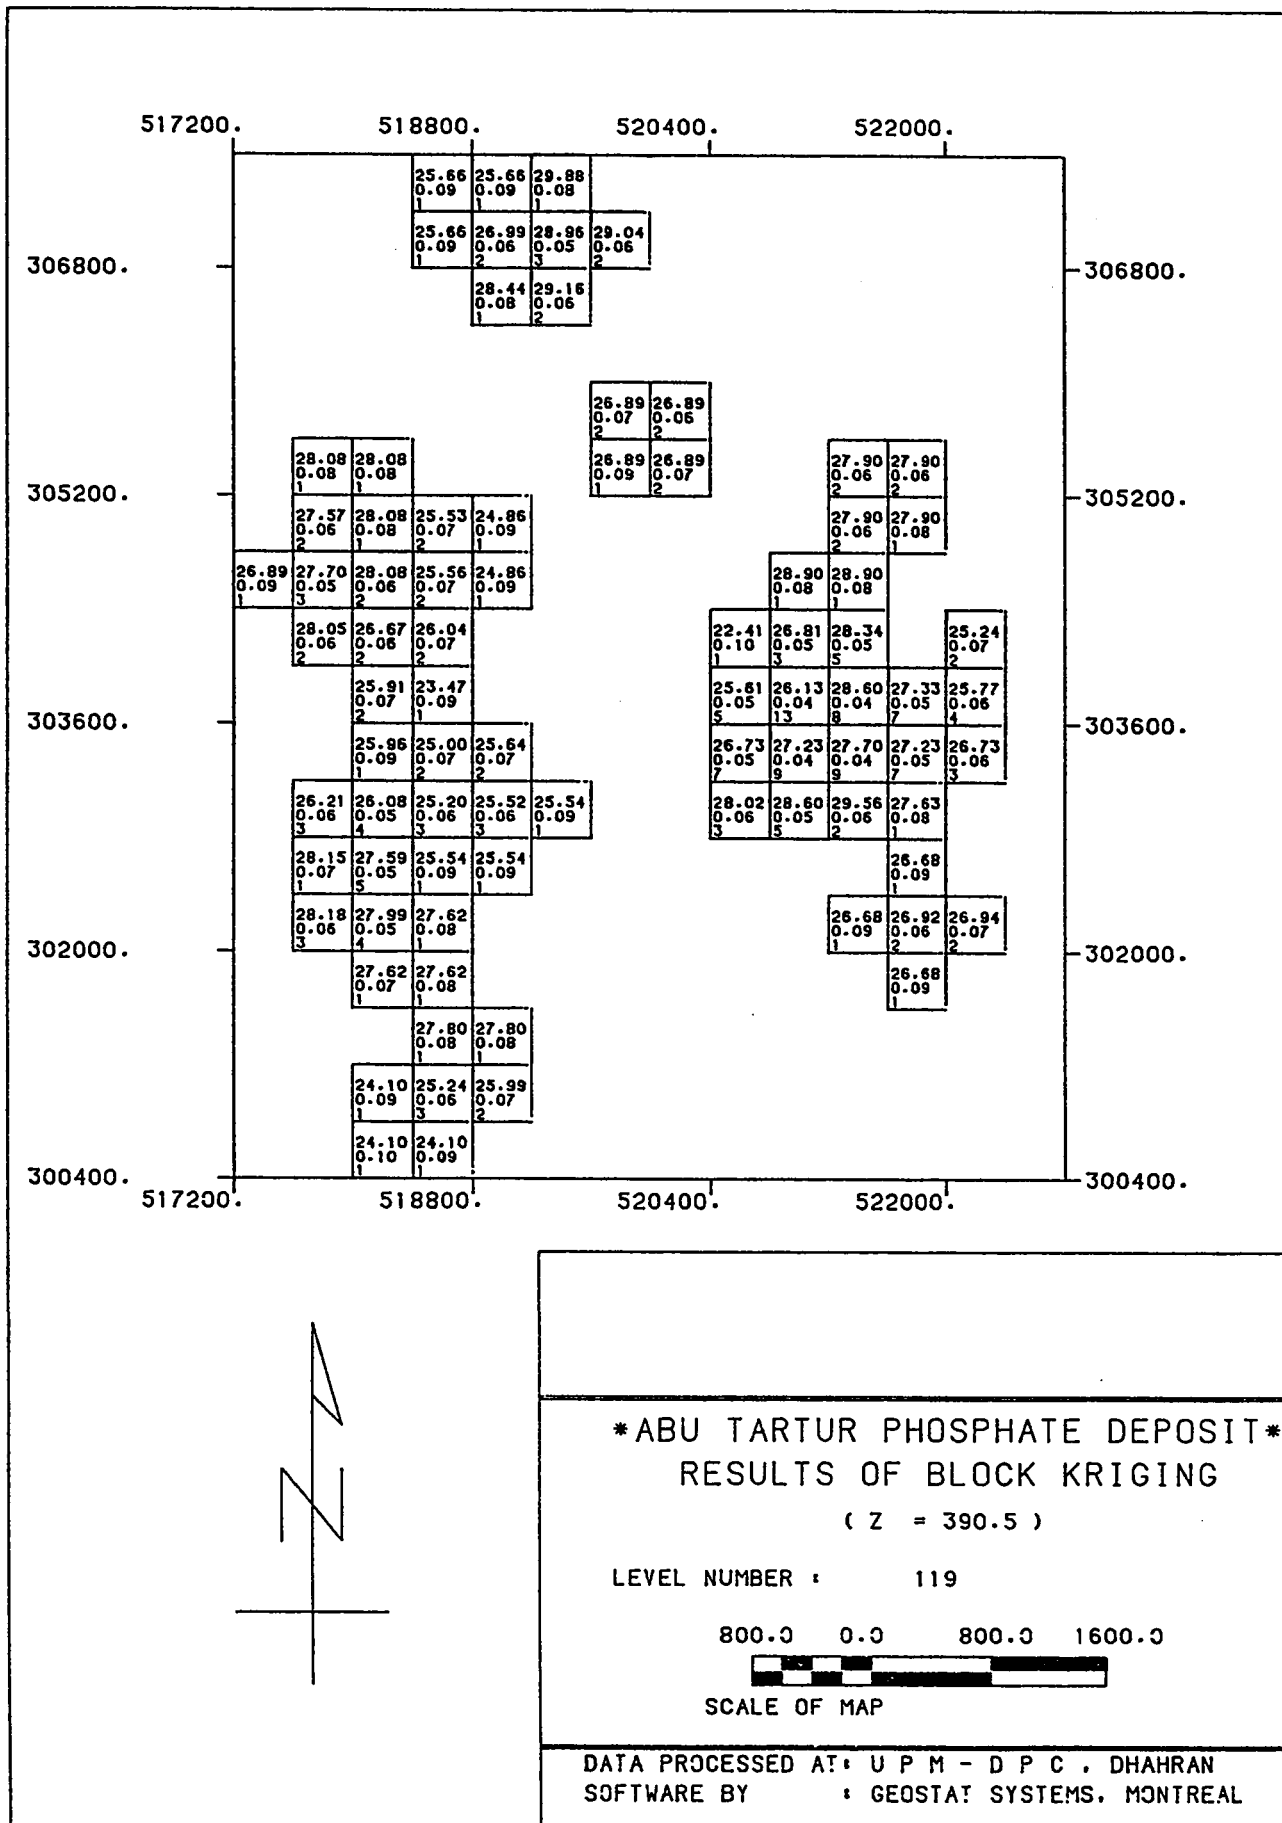 517200. 518800. 520400. 522000.
25.66 25.66 29.88
0.09 0.09 0.08
1 1 1
25.66 26.99 28.96 29.04
0.09 0.06 0.05 0.06
1 2 3 2
306800. 306800.
28.44 29.16
0.08 0.06
1 2
26.89 26.89
0.07 0.06
2 2
26.89 26.89
0.09 0.07
1 2
28.08 28.08 27.90 27.90
0.08 0.08 0.06 0.06
1 1 2 2
305200. 305200.
27.57 28.08 25.53 24.86 27.90 27.90
0.06 0.08 0.07 0.09 0.06 0.08
2 1 2 1 2 1
26.89 27.70 28.08 25.56 24.86 28.90 28.90
0.09 0.05 0.06 0.07 0.09 0.08 0.08
1 3 2 2 1 1 1
28.05 26.67 26.04 22.41 26.81 28.34 25.24
0.06 0.06 0.07 0.10 0.05 0.05 0.07
2 2 2 1 3 5 2
25.91 23.47 25.61 26.13 28.60 27.33 25.77
0.07 0.09 0.05 0.04 0.04 0.05 0.06
2 1 5 13 8 7 4
303600. 303600.
25.96 25.00 25.64 26.73 27.23 27.70 27.23 26.73
0.09 0.07 0.07 0.05 0.04 0.04 0.05 0.06
1 2 2 7 9 9 7 3
26.21 26.08 25.20 25.52 25.54 28.02 28.60 29.56 27.63
0.06 0.05 0.06 0.06 0.09 0.06 0.05 0.06 0.08
3 4 3 3 1 3 5 2 1
28.15 27.59 25.54 25.54 26.68
0.07 0.05 0.09 0.09 0.09
1 5 1 1 1
28.18 27.99 27.62 26.68 26.92 26.94
0.06 0.05 0.08 0.09 0.06 0.07
3 4 1 1 2 2
302000. 302000.
27.62 27.62 26.68
0.07 0.08 0.09
1 1 1
27.80 27.80
0.08 0.08
1 1
24.10 25.24 25.99
0.09 0.06 0.07
1 3 2
24.10 24.10
0.10 0.09
1 1
300400. 300400.
517200. 518800. 520400. 522000.
N
*ABU TARTUR PHOSPHATE DEPOSIT*
RESULTS OF BLOCK KRIGING
( Z = 390.5 )
LEVEL NUMBER : 119
800.0 0.0 800.0 1600.0
SCALE OF MAP
DATA PROCESSED AT: U P M - D P C , DHAHRAN
SOFTWARE BY : GEOSTAT SYSTEMS, MONTREAL